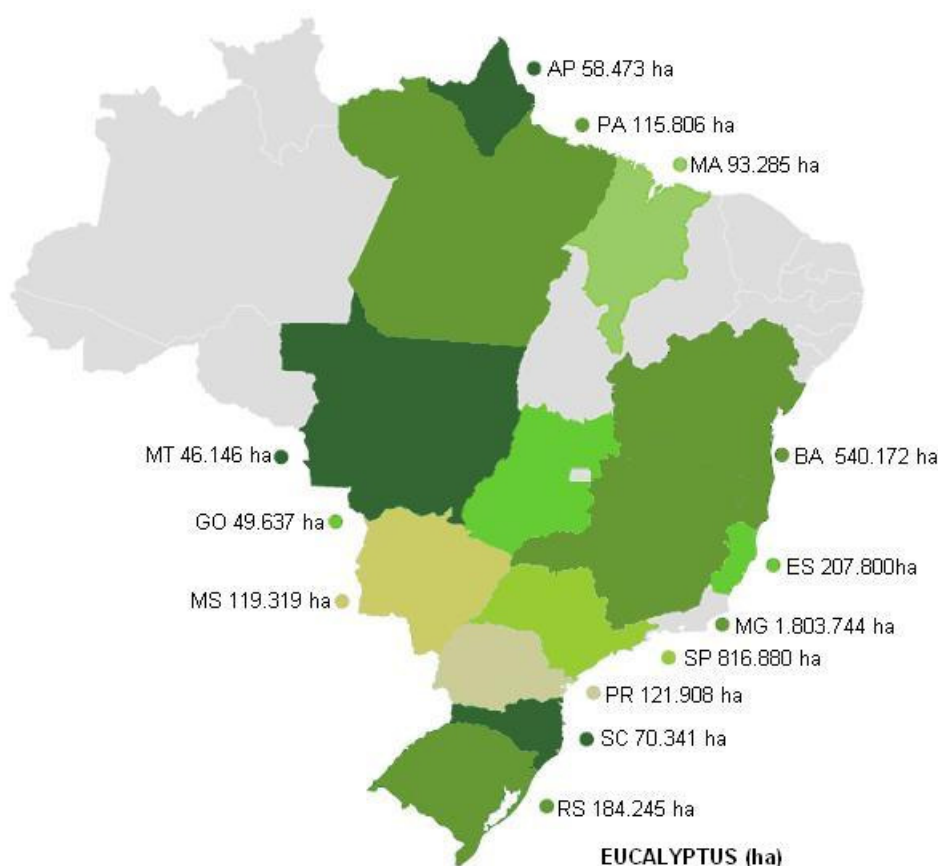 AP 58.473 ha
PA 115.806 ha
MA 93.285 ha
MT 46.146 ha
BA 540.172 ha
GO 49.637 ha
ES 207.800ha
MS 119.319 ha
MG 1.803.744 ha
SP 816.880 ha
PR 121.908 ha
SC 70.341 ha
RS 184.245 ha
EUCALYPTUS (ha)